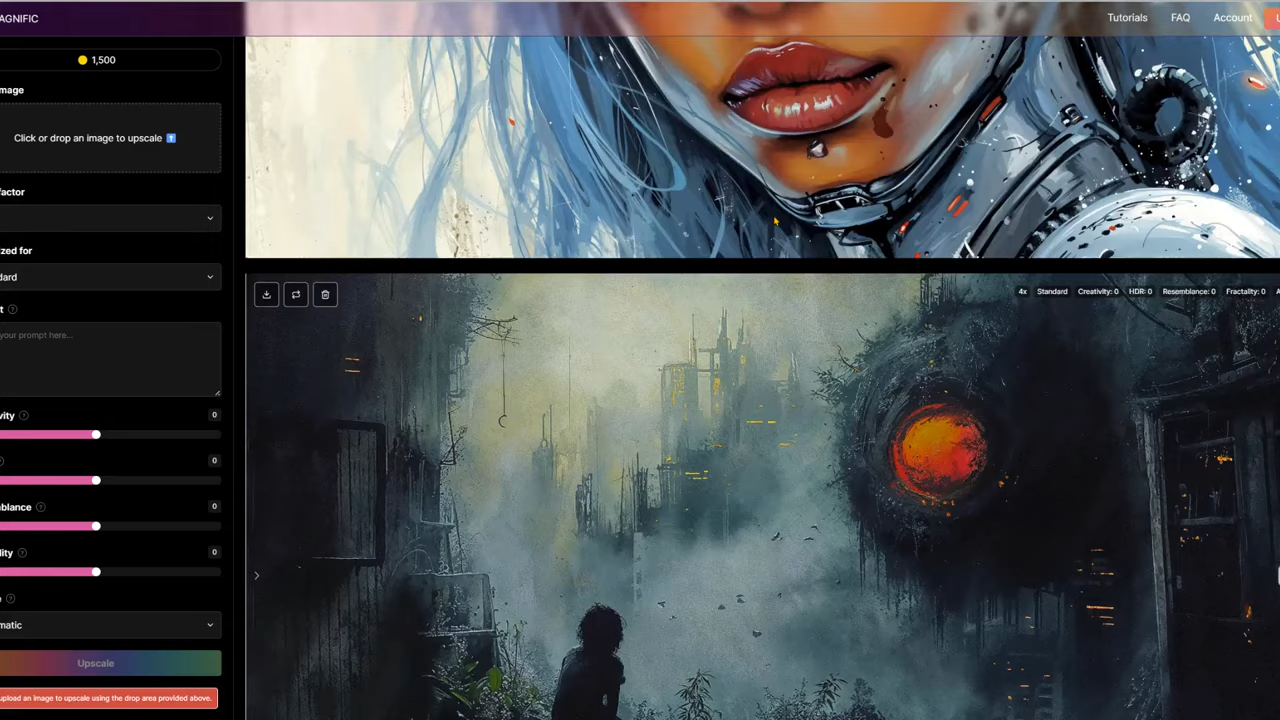 AGNIFIC
Tutorials
FAQ
Account
U
1,500
mage
Click or drop an image to upscale
factor
zed for
dard
t
your prompt here...
vity
0
0
blance
0
lity
0
e
matic
Upscale
upload an image to upscale using the drop area provided above.
4x
Standard
Creativity: 0
HDR: 0
Resemblance: 0
Fractality: 0
A